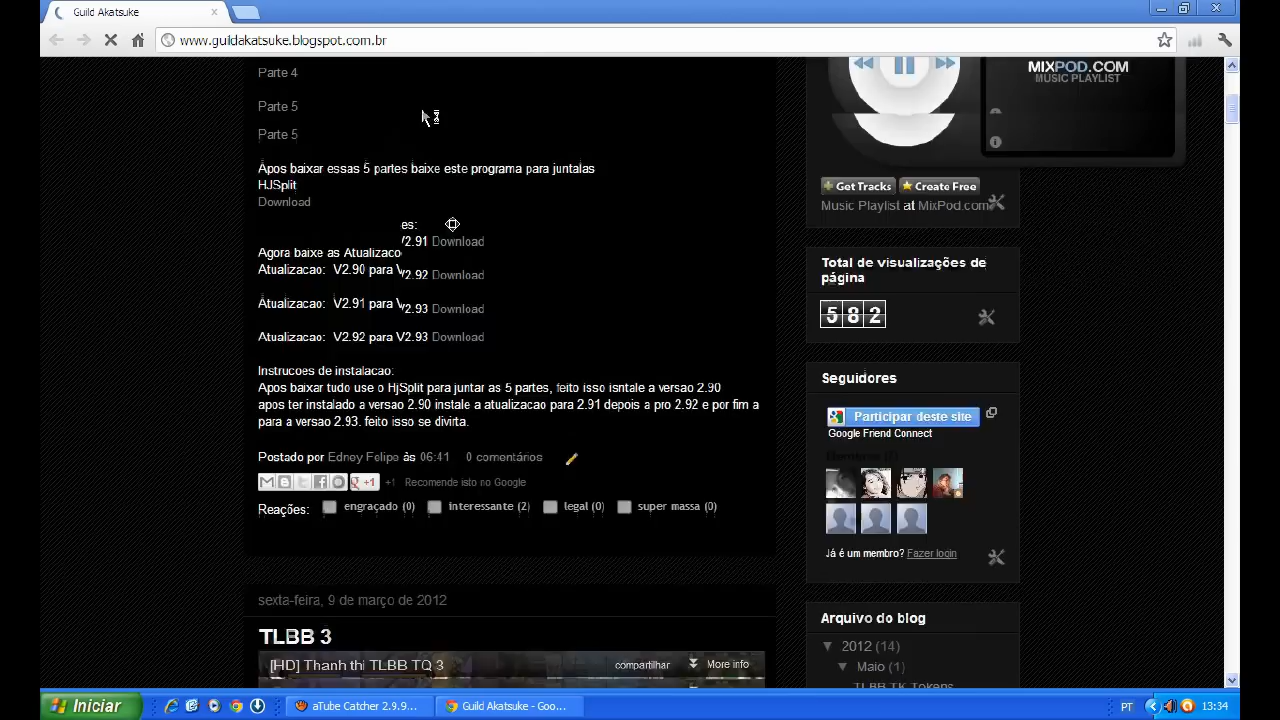 Guild Akatsuke
www.guildakatsuke.blogspot.com.br
Parte 4
Parte 5
Parte 5
Apos baixar essas 5 partes baixe este programa para juntalas
HJSplit
Download
es:
V2.91 Download
Agora baixe as Atualizaco
Atualizacao: V2.90 para V
V2.92 Download
Atualizacao: V2.91 para V
V2.93 Download
Atualizacao: V2.92 para V2.93 Download
Instrucoes de instalacao:
Apos baixar tudo use o HjSplit para juntar as 5 partes, feito isso isntale a versao 2.90
apos ter instalado a versao 2.90 instale a atualizacao para 2.91 depois a pro 2.92 e por fim a
para a versao 2.93. feito isso se divirta.
Postado por Edney Felipe às 06:41 0 comentários
g +1 +1 Recomende isto no Google
Reações: engraçado (0) interessante (2) legal (0) super massa (0)
sexta-feira, 9 de março de 2012
TLBB 3
[HD] Thanh thi TLBB TQ 3 compartilhar More info
MIXPOD.COM
MUSIC PLAYLIST
Get Tracks Create Free
Music Playlist at MixPod.com
Total de visualizações de
página
582
Seguidores
Participar deste site
Google Friend Connect
Já é um membro? Fazer login
Arquivo do blog
▼ 2012 (14)
▼ Maio (1)
TLBB TK Tokens
Iniciar
aTube Catcher 2.9.9...
Guild Akatsuke - Goo...
PT
13:34